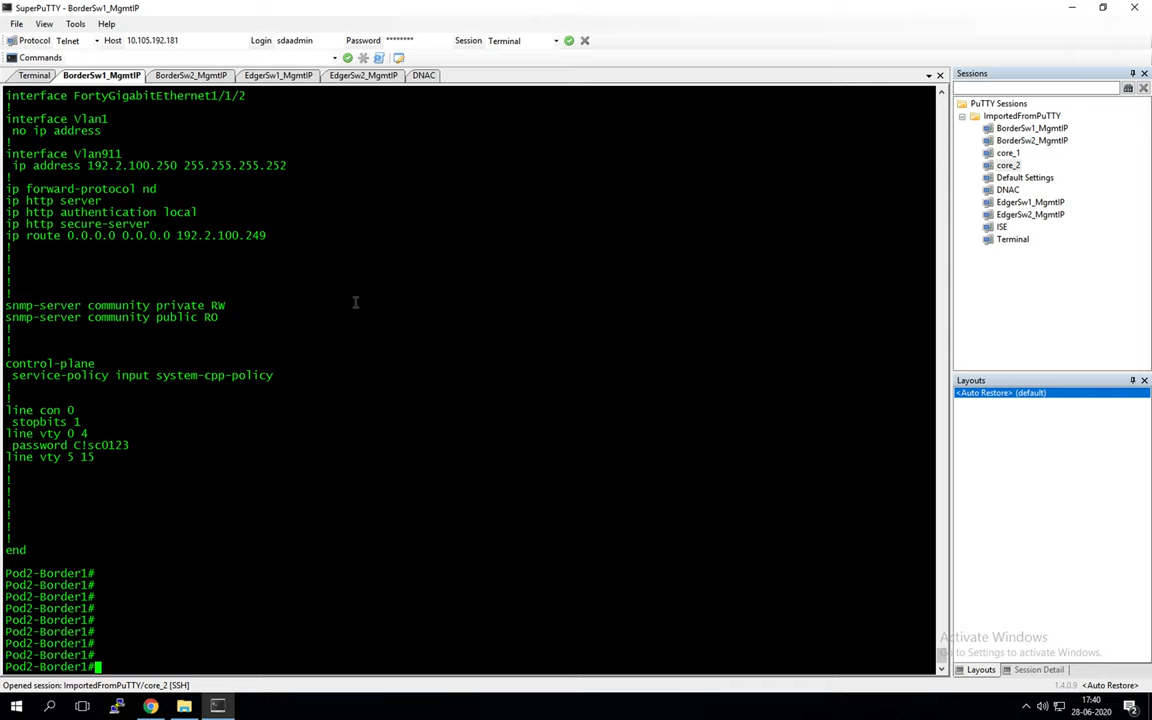 SuperPuTTY - BorderSw1_MgmtIP
File View Tools Help
Protocol Telnet Host 10.105.192.181 Login sdaadmin Password ******** Session Terminal
Commands
Terminal BorderSw1_MgmtIP BorderSw2_MgmtIP EdgerSw1_MgmtIP EdgerSw2_MgmtIP DNAC
interface FortyGigabitEthernet1/1/2
!
interface Vlan1
no ip address
!
interface Vlan911
ip address 192.2.100.250 255.255.255.252
!
ip forward-protocol nd
ip http server
ip http authentication local
ip http secure-server
ip route 0.0.0.0 0.0.0.0 192.2.100.249
!
!
!
!
!
snmp-server community private RW
snmp-server community public RO
!
!
!
control-plane
service-policy input system-cpp-policy
!
!
line con 0
stopbits 1
line vty 0 4
password C!sc0123
line vty 5 15
!
!
!
!
!
!
!
end
Pod2-Border1#
Pod2-Border1#
Pod2-Border1#
Pod2-Border1#
Pod2-Border1#
Pod2-Border1#
Pod2-Border1#
Pod2-Border1#
Pod2-Border1#
Sessions
PuTTY Sessions
ImportedFromPuTTY
BorderSw1_MgmtIP
BorderSw2_MgmtIP
core_1
core_2
Default Settings
DNAC
EdgerSw1_MgmtIP
EdgerSw2_MgmtIP
ISE
Terminal
Layouts
<Auto Restore> (default)
Activate Windows
Go to Settings to activate Windows.
Layouts Session Detail
Opened session: ImportedFromPuTTY/core_2 [SSH]
1.4.0.9 <Auto Restore>
17:40
28-06-2020
2